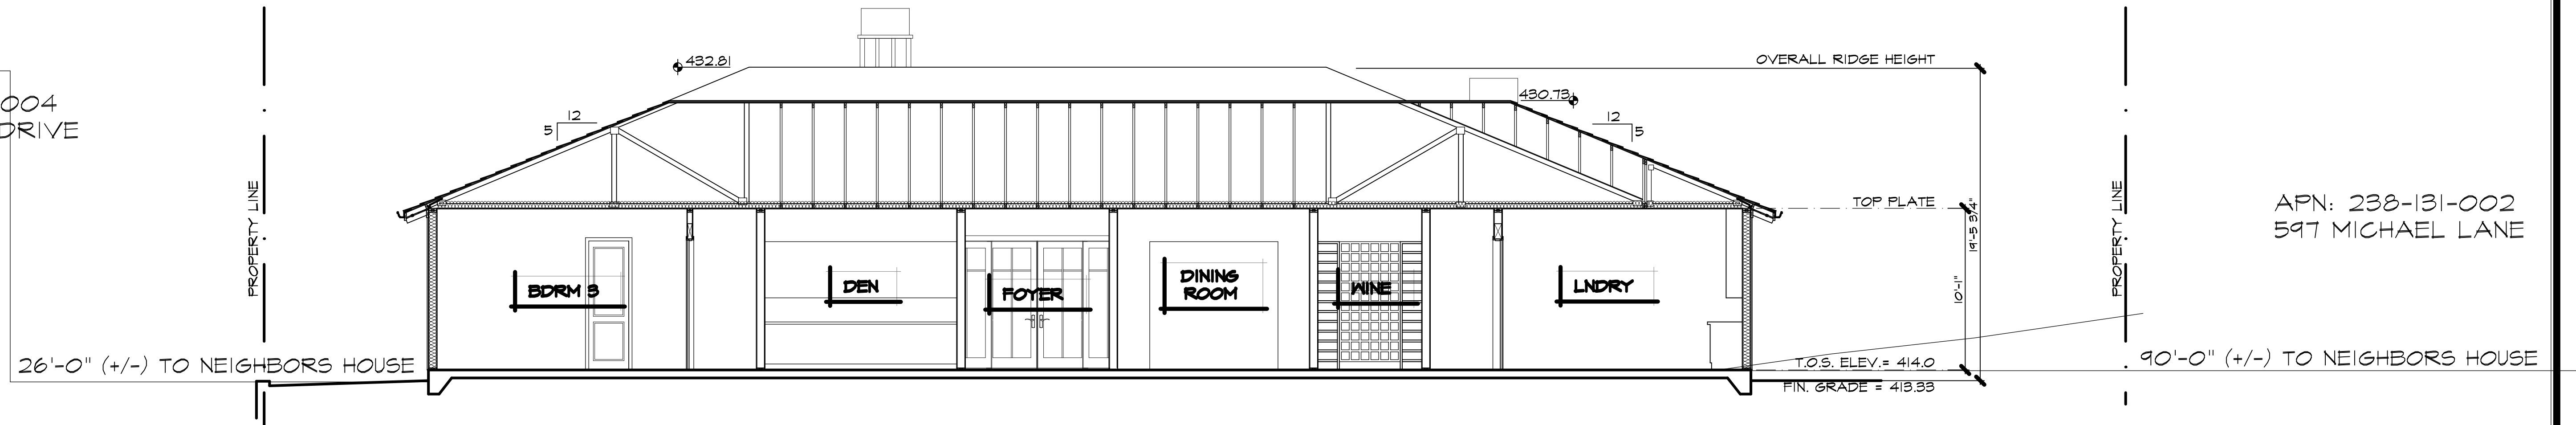 004
DRIVE
PROPERTY LINE
26'-0" (+/-) TO NEIGHBORS HOUSE
432.81
12
5
BDRM 3
DEN
FOYER
DINING
ROOM
WINE
LNDRY
430.73
12
5
OVERALL RIDGE HEIGHT
TOP PLATE
19'-5 3/4"
10'-1"
T.O.S. ELEV.= 414.0
FIN. GRADE = 413.33
PROPERTY LINE
APN: 238-131-002
597 MICHAEL LANE
90'-0" (+/-) TO NEIGHBORS HOUSE